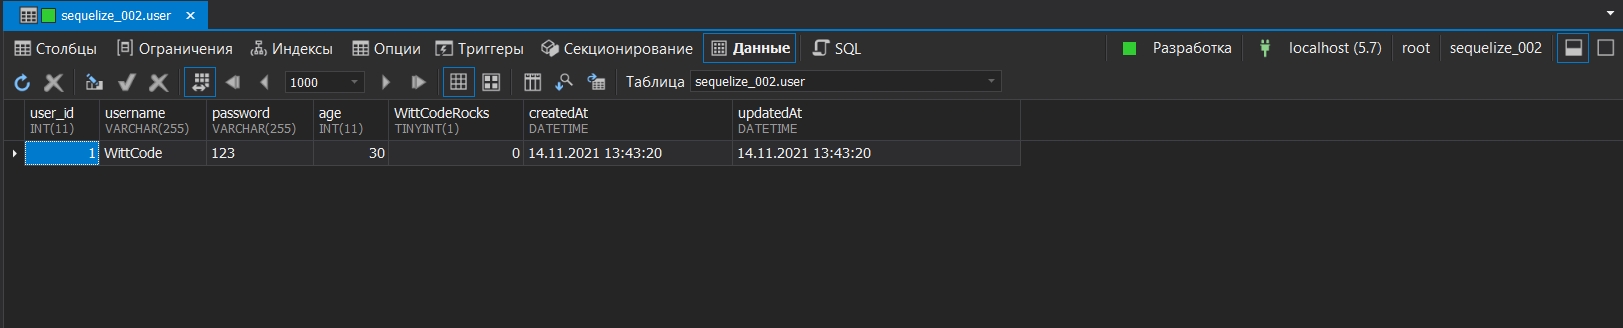 sequelize_002.user
Столбцы Ограничения Индексы Опции Триггеры Секционирование Данные SQL Разработка localhost (5.7) root sequelize_002
1000 Таблица sequelize_002.user
user_id username password age WittCodeRocks createdAt updatedAt
INT(11) VARCHAR(255) VARCHAR(255) INT(11) TINYINT(1) DATETIME DATETIME
1 WittCode 123 30 0 14.11.2021 13:43:20 14.11.2021 13:43:20